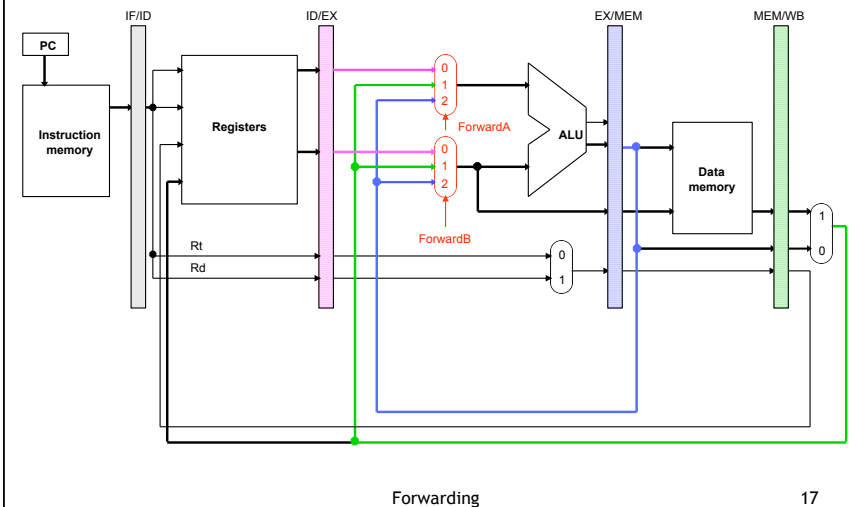 IF/ID ID/EX EX/MEM MEM/WB
PC
0
1
2
Registers
Instruction
memory
ForwardA
ALU
0
1
2
Data
memory
1
0
ForwardB
Rt
Rd
0
1
Forwarding 17